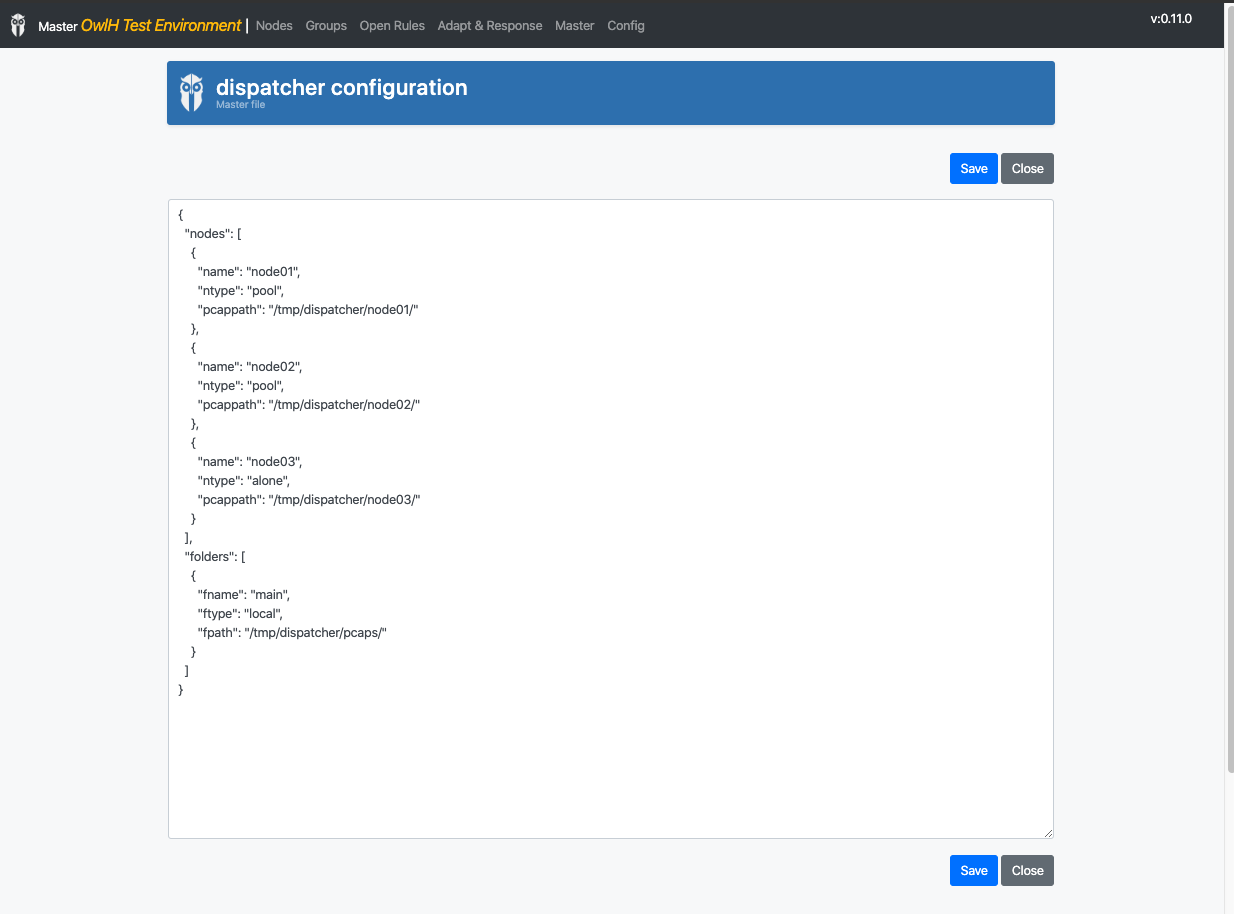 Master OwlH Test Environment | Nodes Groups Open Rules Adapt & Response Master Config v:0.11.0
dispatcher configuration
Master file
Save Close
{
  "nodes": [
    {
      "name": "node01",
      "ntype": "pool",
      "pcappath": "/tmp/dispatcher/node01/"
    },
    {
      "name": "node02",
      "ntype": "pool",
      "pcappath": "/tmp/dispatcher/node02/"
    },
    {
      "name": "node03",
      "ntype": "alone",
      "pcappath": "/tmp/dispatcher/node03/"
    }
  ],
  "folders": [
    {
      "fname": "main",
      "ftype": "local",
      "fpath": "/tmp/dispatcher/pcaps/"
    }
  ]
}
Save Close